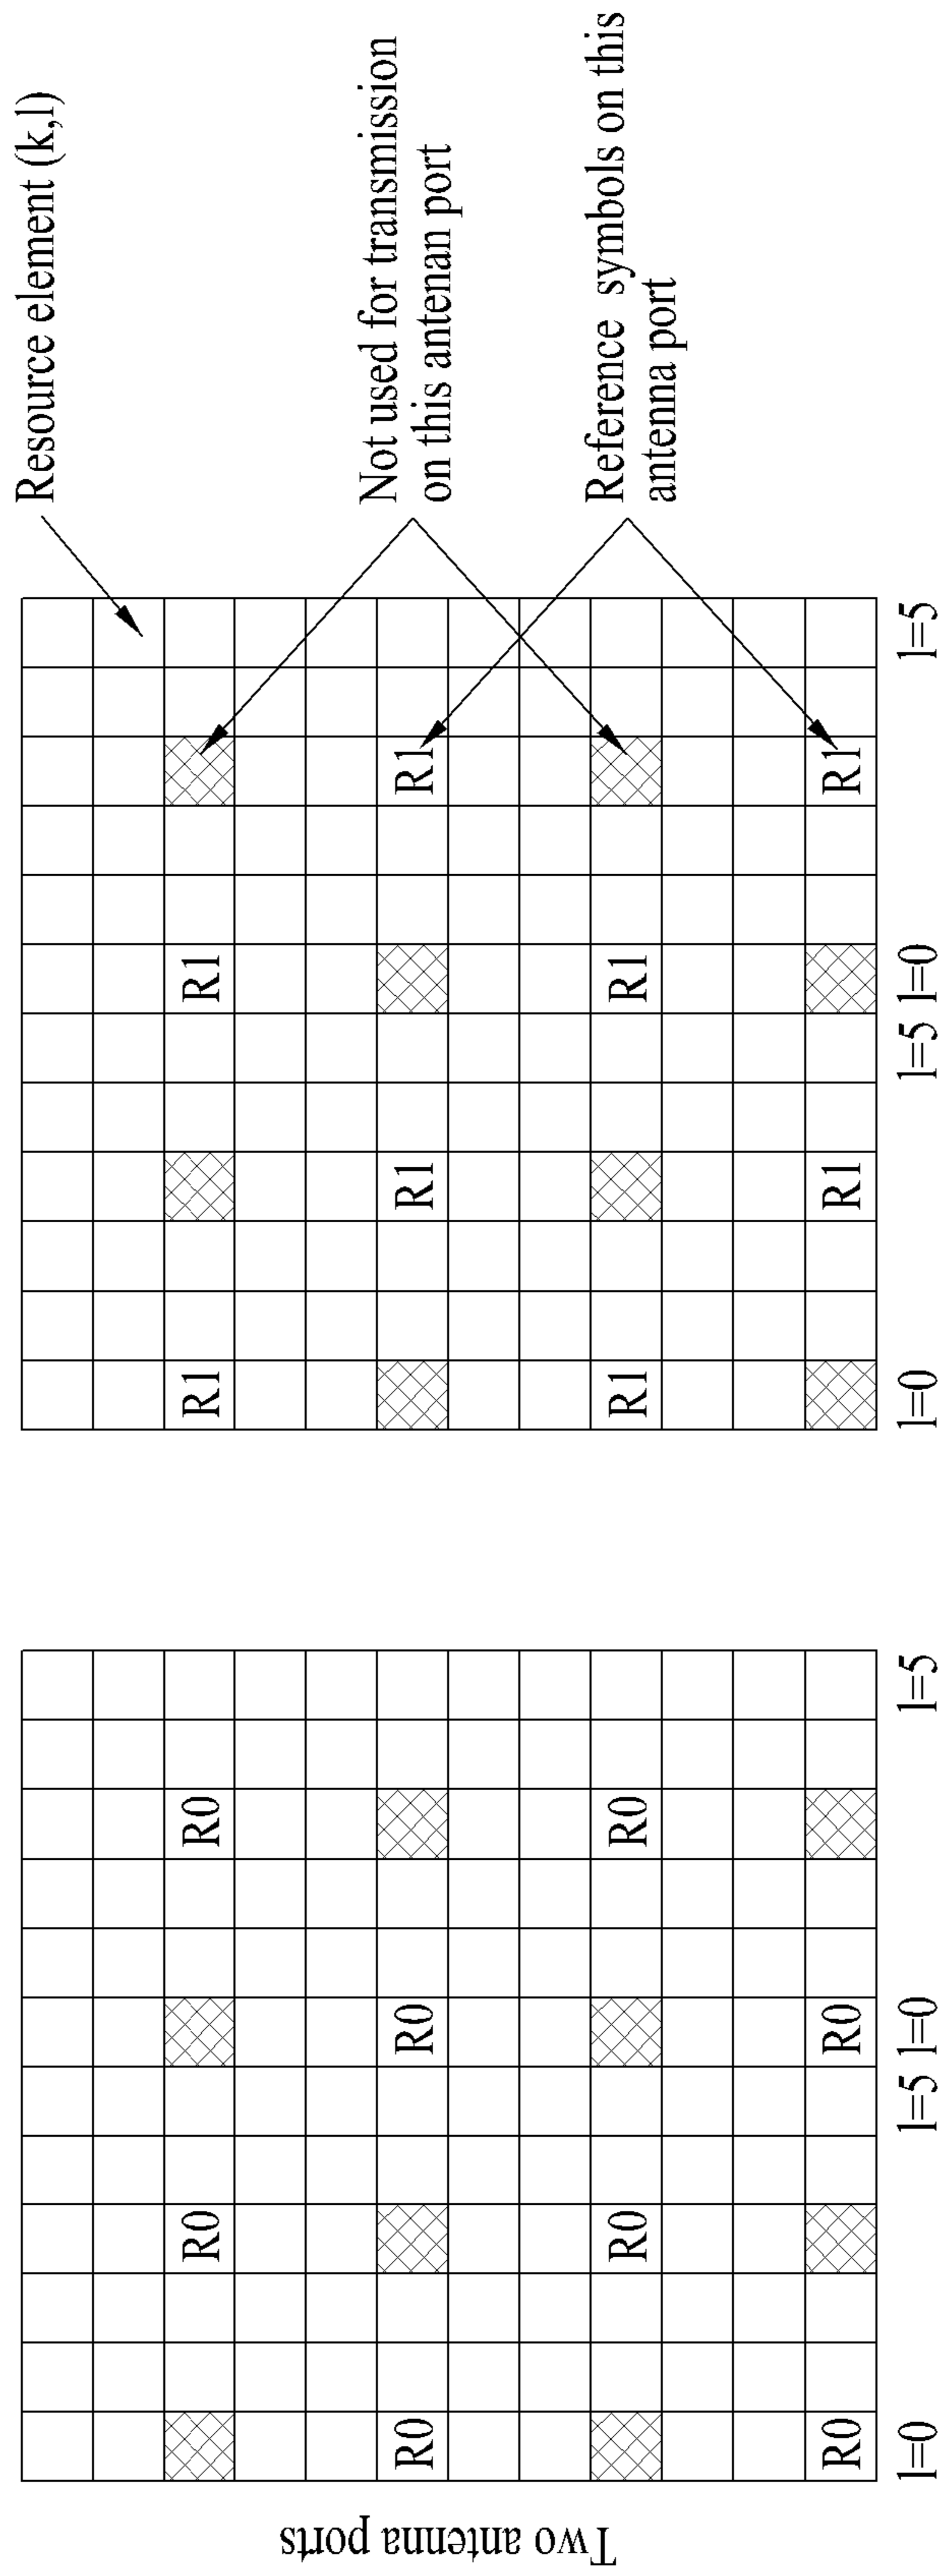 Resource element (k,l)
R0 R0 R1 R1
Not used for transmission
on this antenan port
R0 R0 R1 R1
Two antenna ports
Reference symbols on this
antenna port
R0 R0 R1 R1
R0 R0 R1 R1
l=0 l=5 l=0 l=5 l=0 l=5 l=0 l=5